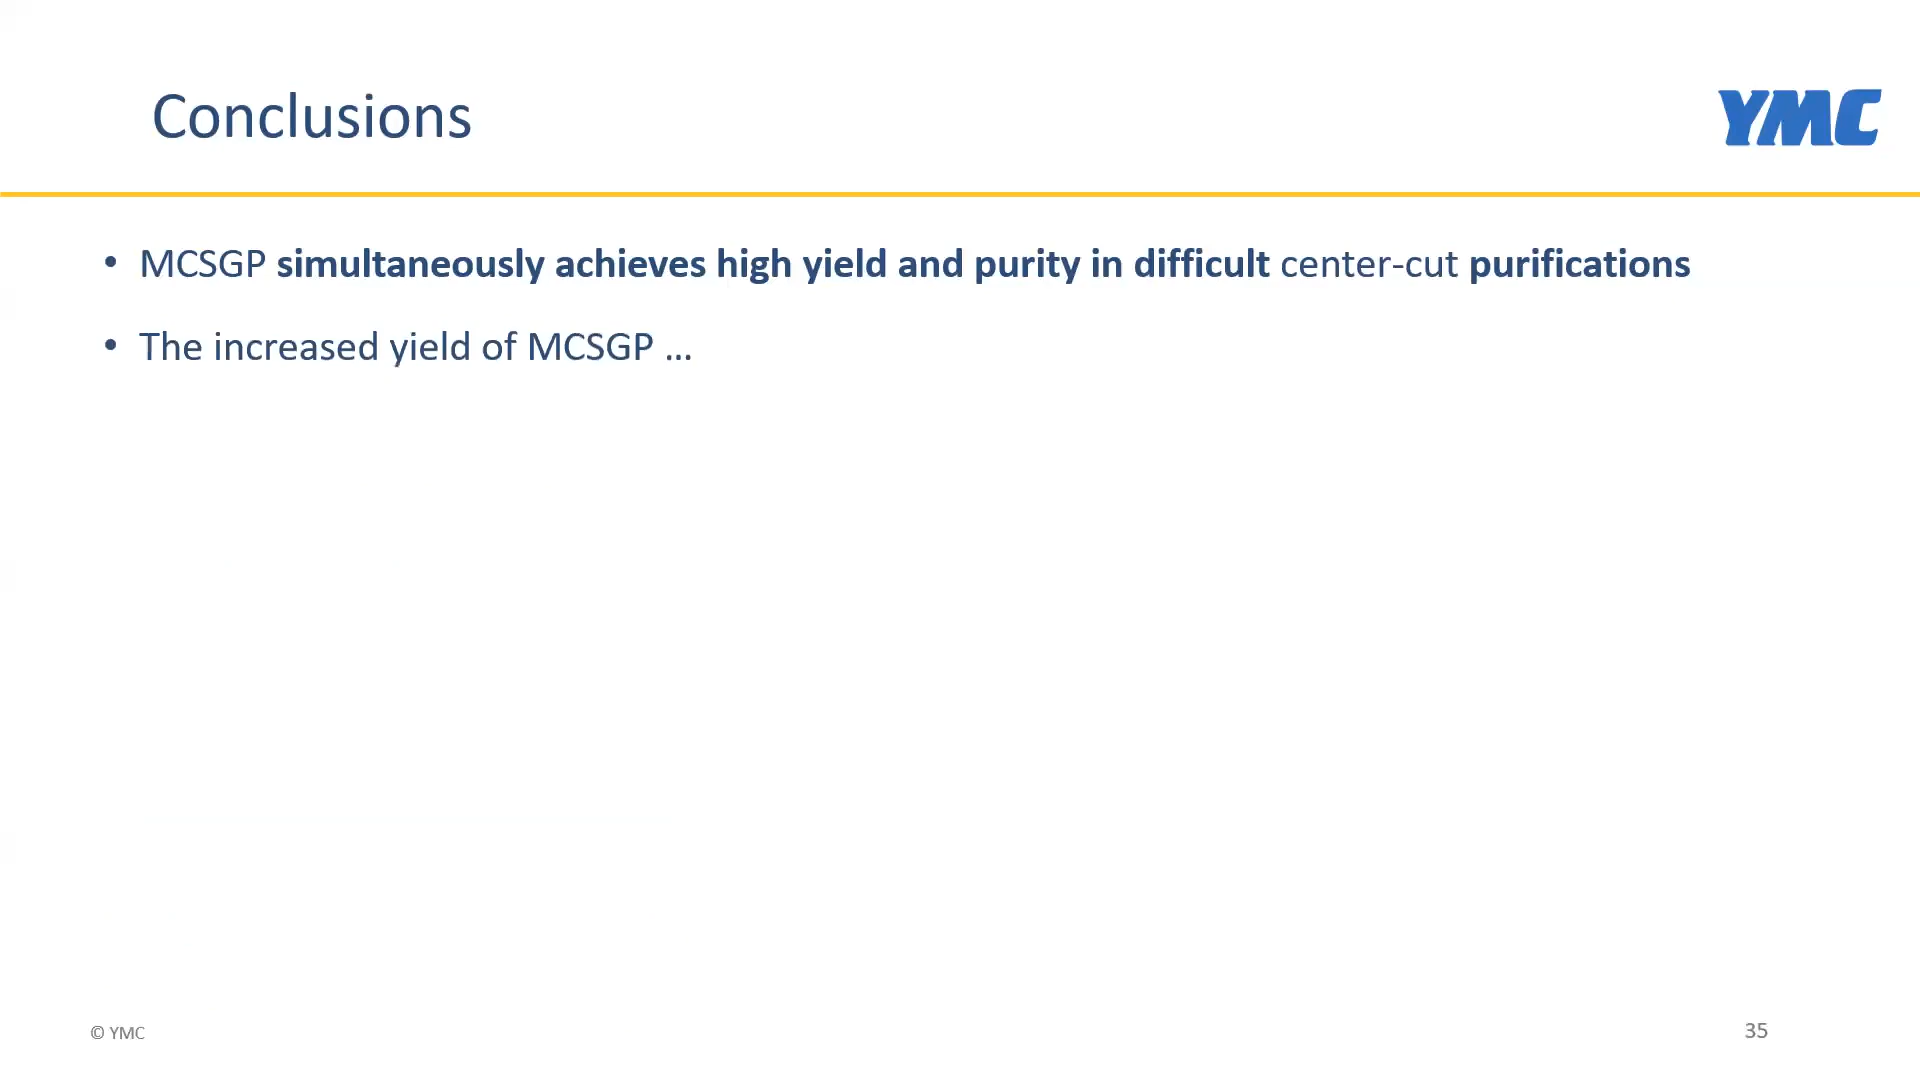 Conclusions
YMC
• MCSGP simultaneously achieves high yield and purity in difficult center-cut purifications
• The increased yield of MCSGP ...
© YMC
35